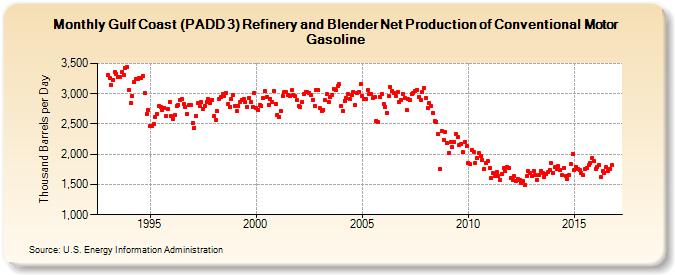 Monthly Gulf Coast (PADD 3) Refinery and Blender Net Production of Conventional Motor
Gasoline
Thousand Barrels per Day
3,500
3,000
2,500
2,000
1,500
1,000
1995
2000
2005
2010
2015
Source: U.S. Energy Information Administration